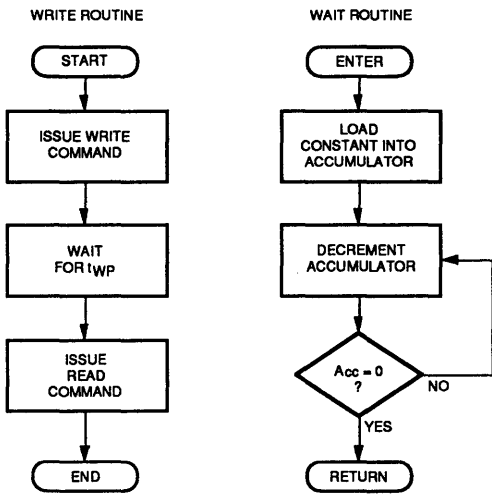 WRITE ROUTINE
START
ISSUE WRITE
COMMAND
WAIT
FOR tWP
ISSUE
READ
COMMAND
END
WAIT ROUTINE
ENTER
LOAD
CONSTANT INTO
ACCUMULATOR
DECREMENT
ACCUMULATOR
Acc = 0
?
NO
YES
RETURN